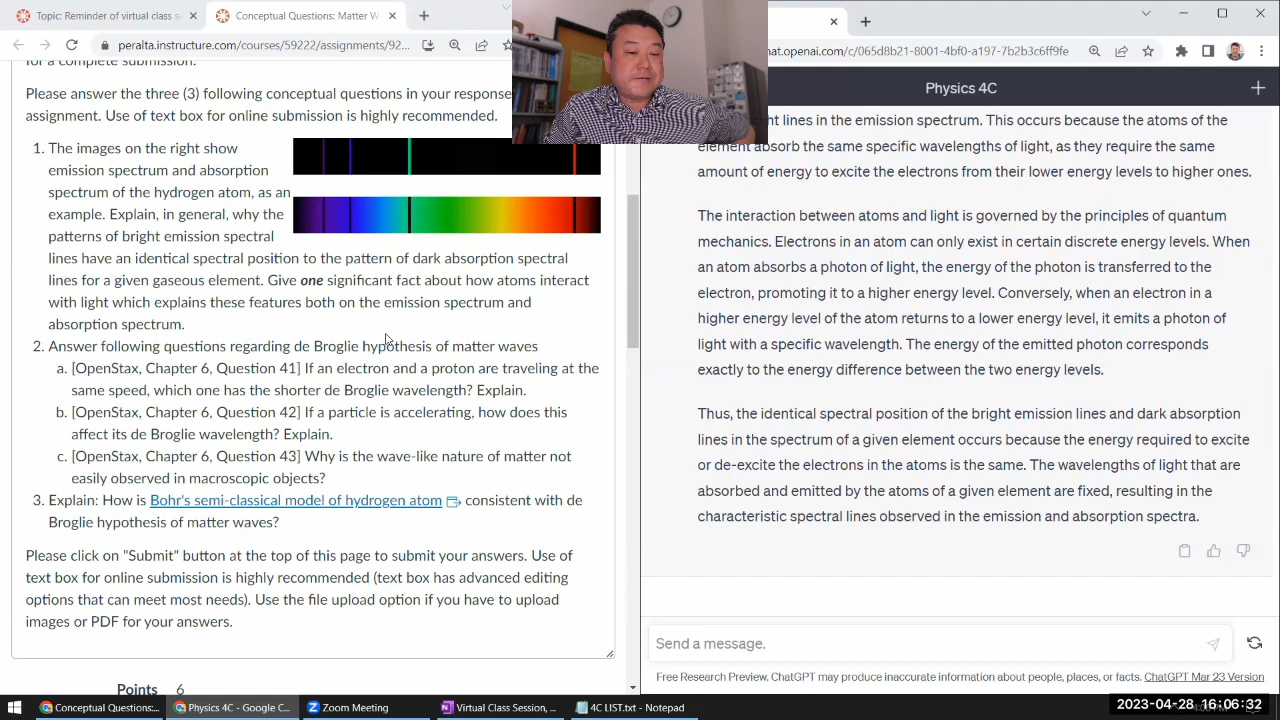 Topic: Reminder of virtual class s
Conceptual Questions: Matter W
peralta.instructure.com/courses/59222/assignments/92...
hat.openai.com/c/065d8b21-8001-4bf0-a197-7b2b3c6ff9fe
for a complete submission.
Please answer the three (3) following conceptual questions in your response
assignment. Use of text box for online submission is highly recommended.
1. The images on the right show
emission spectrum and absorption
spectrum of the hydrogen atom, as an
example. Explain, in general, why the
patterns of bright emission spectral
lines have an identical spectral position to the pattern of dark absorption spectral
lines for a given gaseous element. Give one significant fact about how atoms interact
with light which explains these features both on the emission spectrum and
absorption spectrum.
2. Answer following questions regarding de Broglie hypothesis of matter waves
a. [OpenStax, Chapter 6, Question 41] If an electron and a proton are traveling at the
same speed, which one has the shorter de Broglie wavelength? Explain.
b. [OpenStax, Chapter 6, Question 42] If a particle is accelerating, how does this
affect its de Broglie wavelength? Explain.
c. [OpenStax, Chapter 6, Question 43] Why is the wave-like nature of matter not
easily observed in macroscopic objects?
3. Explain: How is Bohr's semi-classical model of hydrogen atom consistent with de
Broglie hypothesis of matter waves?
Please click on "Submit" button at the top of this page to submit your answers. Use of
text box for online submission is highly recommended (text box has advanced editing
options that can meet most needs). Use the file upload option if you have to upload
images or PDF for your answers.
Points 6
Physics 4C
lines in the emission spectrum. This occurs because the atoms of the
element absorb the same specific wavelengths of light, as they require the same
amount of energy to excite the electrons from their lower energy levels to higher ones.
The interaction between atoms and light is governed by the principles of quantum
mechanics. Electrons in an atom can only exist in certain discrete energy levels. When
an atom absorbs a photon of light, the energy of the photon is transferred to the
electron, promoting it to a higher energy level. Conversely, when an electron in a
higher energy level of the atom returns to a lower energy level, it emits a photon of
light with a specific wavelength. The energy of the emitted photon corresponds
exactly to the energy difference between the two energy levels.
Thus, the identical spectral position of the bright emission lines and dark absorption
lines in the spectrum of a given element occurs because the energy required to excite
or de-excite the electrons in the atoms is the same. The wavelengths of light that are
absorbed and emitted by the atoms of a given element are fixed, resulting in the
characteristic spectral lines observed in the emission and absorption spectra.
Send a message.
Free Research Preview. ChatGPT may produce inaccurate information about people, places, or facts. ChatGPT Mar 23 Version
Conceptual Questions:...
Physics 4C - Google C...
Zoom Meeting
Virtual Class Session, ...
4C LIST.txt - Notepad
2023-04-28 16:06:32